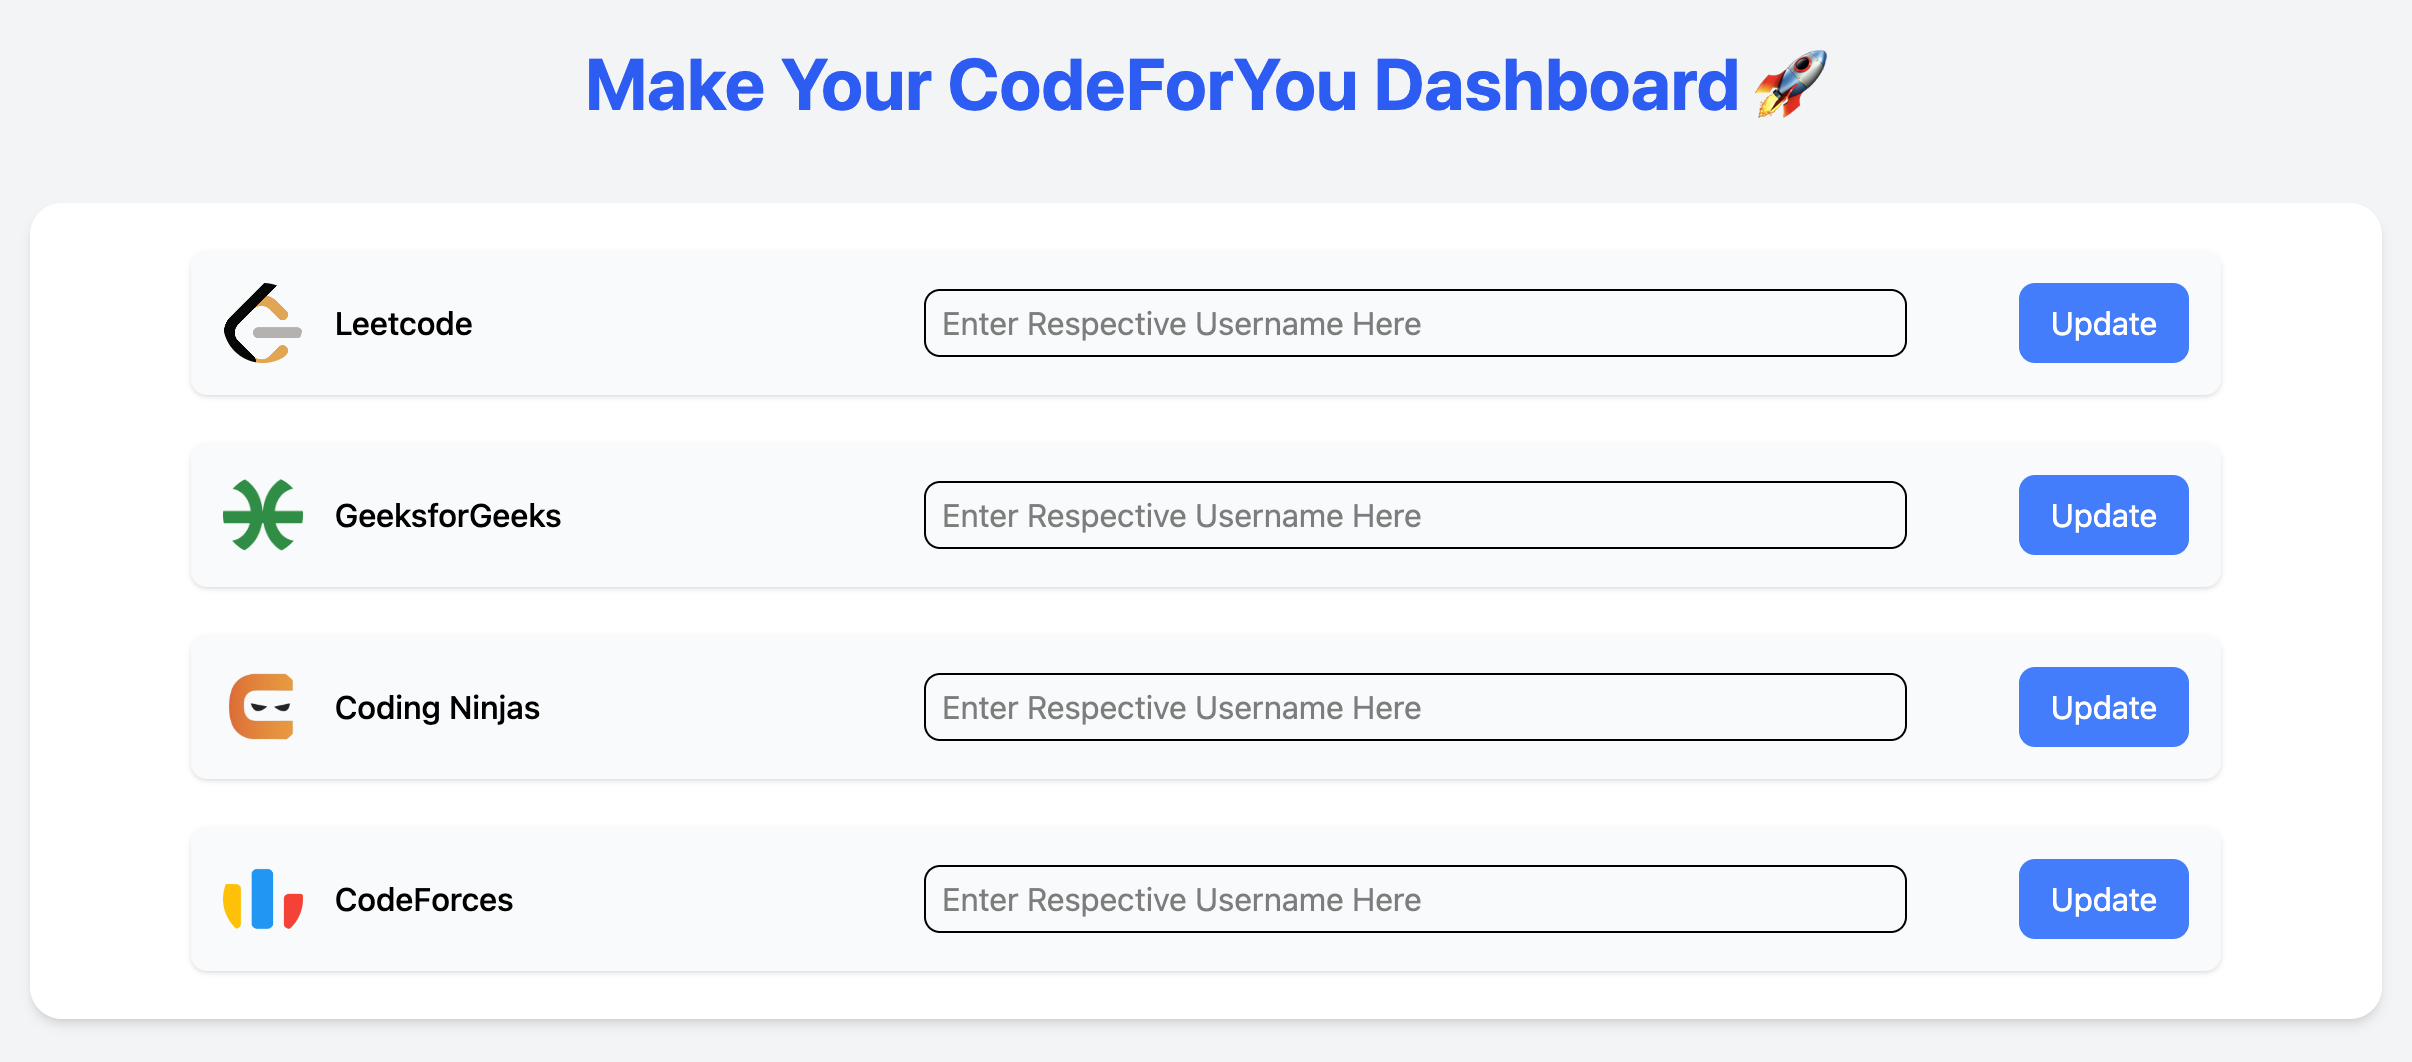 Make Your CodeForYou Dashboard 🚀
Leetcode Enter Respective Username Here Update
GeeksforGeeks Enter Respective Username Here Update
Coding Ninjas Enter Respective Username Here Update
CodeForces Enter Respective Username Here Update